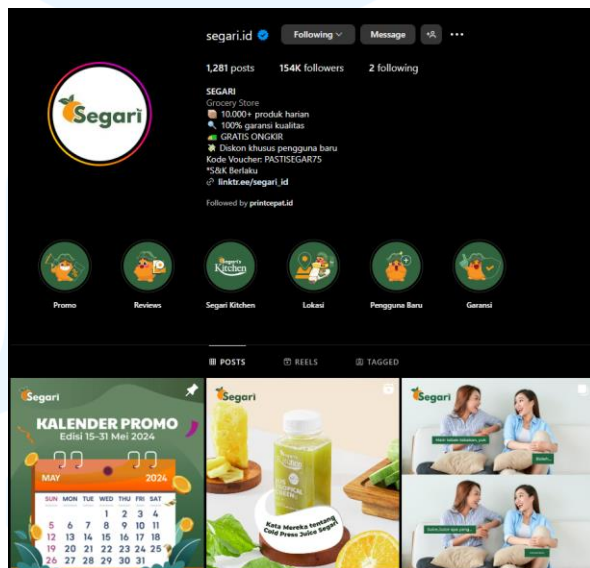 segari.id
Following
Message
1,281 posts 154K followers 2 following
SEGARI
Grocery Store
10.000+ produk harian
100% garansi kualitas
GRATIS ONGKIR
Diskon khusus pengguna baru
Kode Voucher: PASTISEGAR75
*S&K Berlaku
linktr.ee/segari_id
Followed by printcepat.id
Segari
Segari's Kitchen
Promo
Reviews
Segari Kitchen
Lokasi
Pengguna Baru
Garansi
POSTS
REELS
TAGGED
Segari
KALENDER PROMO
Edisi 15-31 Mei 2024
MAY 2024
SUN MON TUE WED THU FRI SAT
1 2 3 4
5 6 7 8 9 10 11
12 13 14 15 16 17 18
19 20 21 22 23 24 25
26 27 28 29 30 31
Segari
Kata Mereka tentang
Cold Press Juice Segari
Segari